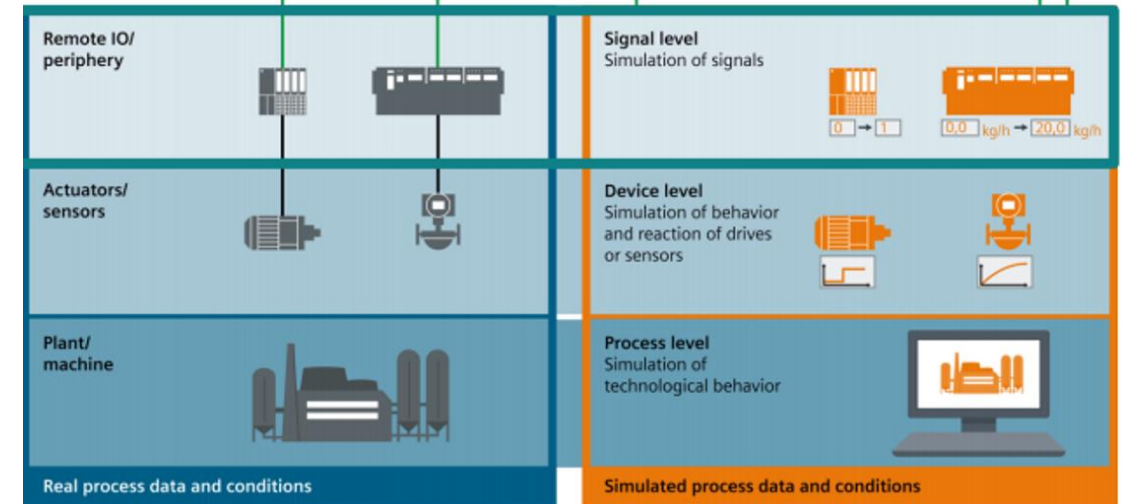 Remote IO/
periphery
Signal level
Simulation of signals
0 → 1
0,0 kg/h → 20,0 kg/h
Actuators/
sensors
Device level
Simulation of behavior
and reaction of drives
or sensors
Plant/
machine
Process level
Simulation of
technological behavior
Real process data and conditions
Simulated process data and conditions